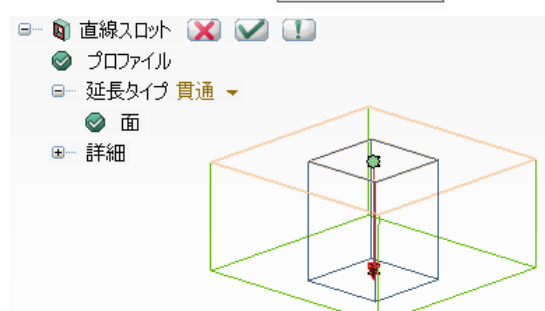 直線スロット
プロファイル
延長タイプ 貫通
面
詳細